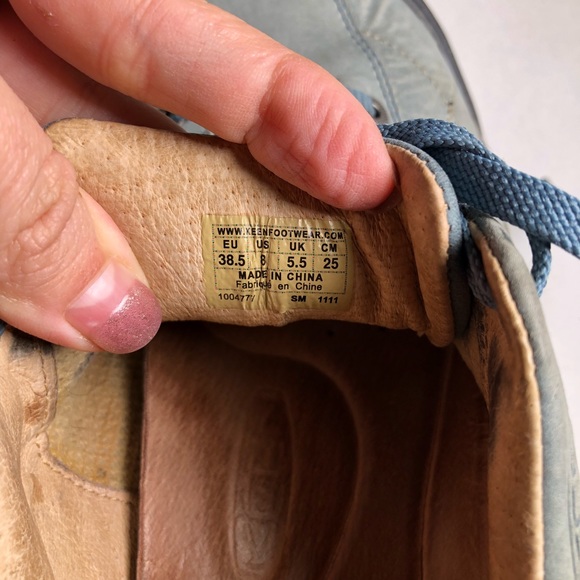 WWW.KEENFOOTWEAR.COM
EU US UK CM
38.5 8 5.5 25
MADE IN CHINA
Fabriqué en Chine
1004777 SM 1111